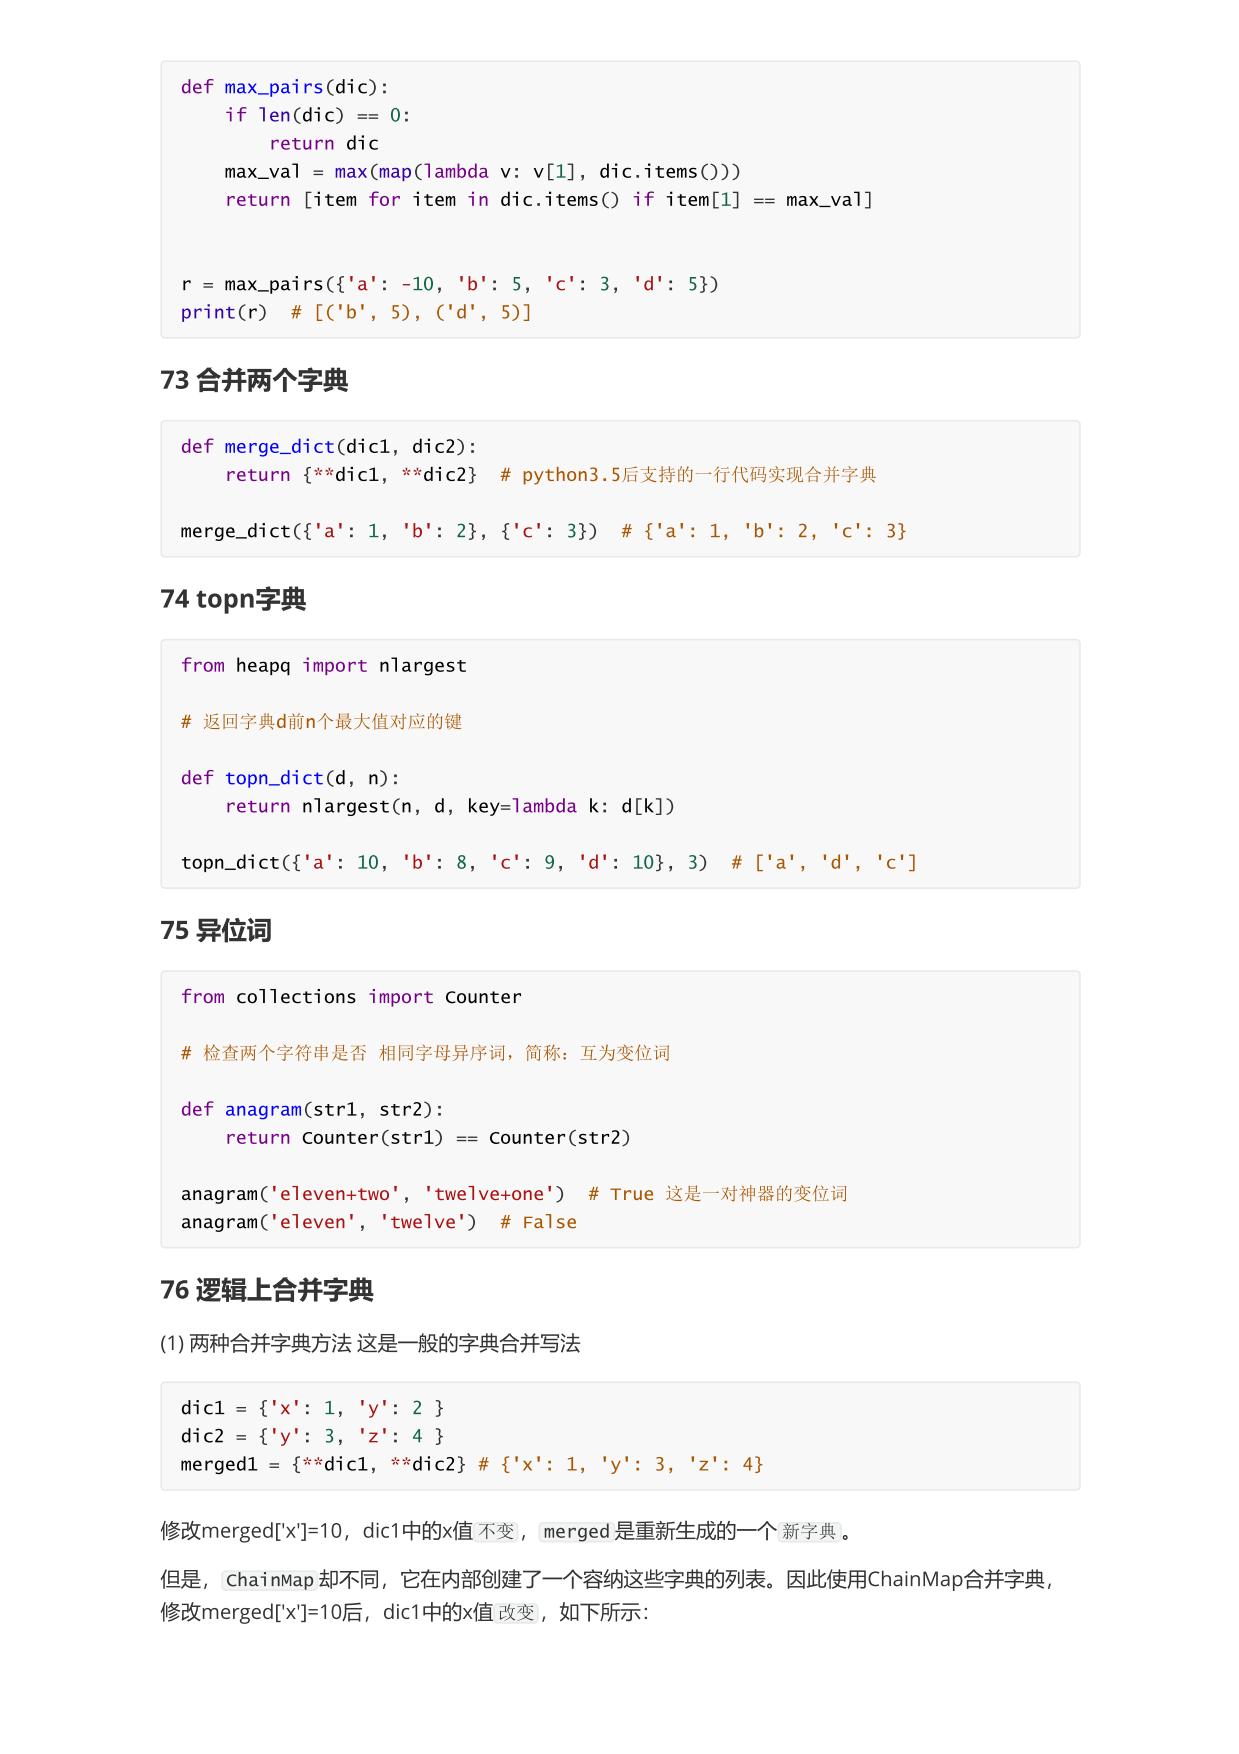 def max_pairs(dic):
    if len(dic) == 0:
        return dic
    max_val = max(map(lambda v: v[1], dic.items()))
    return [item for item in dic.items() if item[1] == max_val]
r = max_pairs({'a': -10, 'b': 5, 'c': 3, 'd': 5})
print(r)  # [('b', 5), ('d', 5)]
73 合并两个字典
def merge_dict(dic1, dic2):
    return {**dic1, **dic2}  # python3.5后支持的一行代码实现合并字典
merge_dict({'a': 1, 'b': 2}, {'c': 3})  # {'a': 1, 'b': 2, 'c': 3}
74 topn字典
from heapq import nlargest
# 返回字典d前n个最大值对应的键
def topn_dict(d, n):
    return nlargest(n, d, key=lambda k: d[k])
topn_dict({'a': 10, 'b': 8, 'c': 9, 'd': 10}, 3)  # ['a', 'd', 'c']
75 异位词
from collections import Counter
# 检查两个字符串是否 相同字母异序词，简称：互为变位词
def anagram(str1, str2):
    return Counter(str1) == Counter(str2)
anagram('eleven+two', 'twelve+one')  # True 这是一对神器的变位词
anagram('eleven', 'twelve')  # False
76 逻辑上合并字典
(1) 两种合并字典方法 这是一般的字典合并写法
dic1 = {'x': 1, 'y': 2 }
dic2 = {'y': 3, 'z': 4 }
merged1 = {**dic1, **dic2} # {'x': 1, 'y': 3, 'z': 4}
修改merged['x']=10，dic1中的x值不变，merged是重新生成的一个新字典。
但是，ChainMap却不同，它在内部创建了一个容纳这些字典的列表。因此使用ChainMap合并字典，
修改merged['x']=10后，dic1中的x值改变，如下所示：